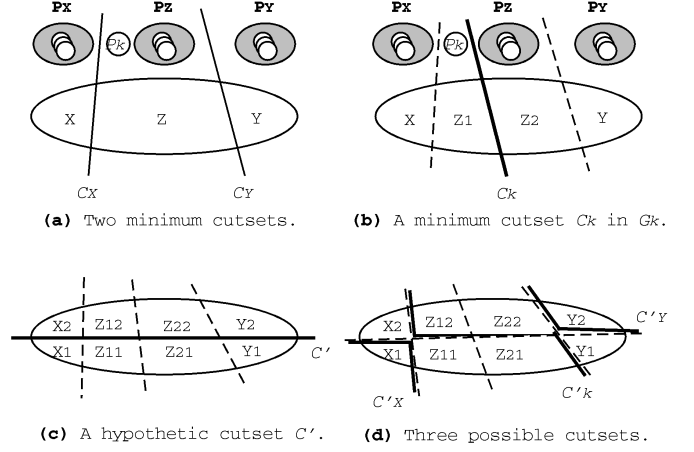 Px Pz Py
Pk
X Z Y
CX CY
(a) Two minimum cutsets.
Px Pz Py
Pk
X Z1 Z2 Y
Ck
(b) A minimum cutset Ck in Gk.
X2 Z12 Z22 Y2
X1 Z11 Z21 Y1
C'
(c) A hypothetic cutset C'.
X2 Z12 Z22 Y2 C'Y
X1 Z11 Z21 Y1
C'X C'k
(d) Three possible cutsets.